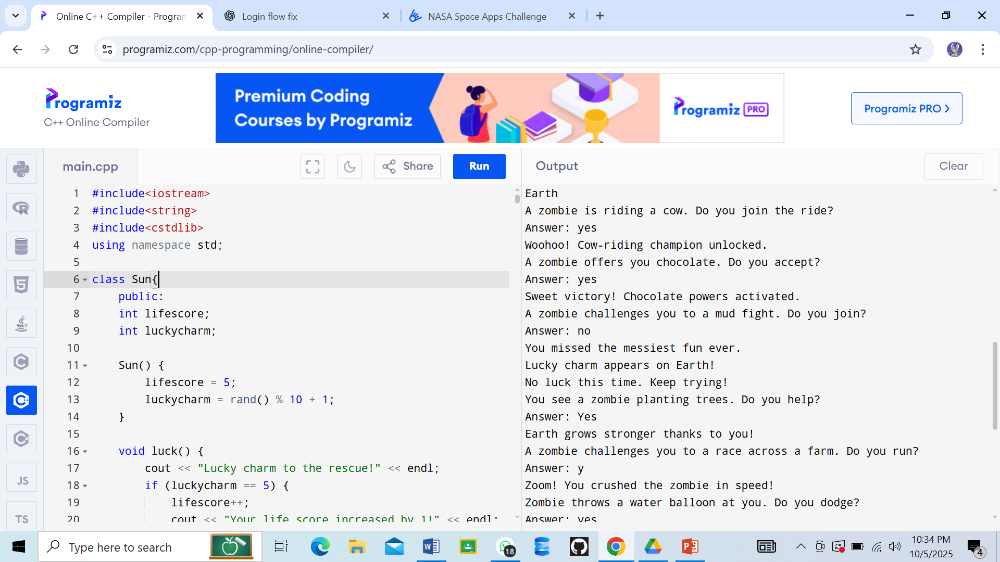 Online C++ Compiler - Program
Login flow fix
NASA Space Apps Challenge
programiz.com/cpp-programming/online-compiler/
Programiz
C++ Online Compiler
Premium Coding
Courses by Programiz
Programiz PRO
Programiz PRO
main.cpp
Share
Run
Output
Clear
1 #include<iostream>
2 #include<string>
3 #include<cstdlib>
4 using namespace std;
5
6 class Sun{
7 public:
8 int lifescore;
9 int luckycharm;
10
11 Sun() {
12 lifescore = 5;
13 luckycharm = rand() % 10 + 1;
14 }
15
16 void luck() {
17 cout << "Lucky charm to the rescue!" << endl;
18 if (luckycharm == 5) {
19 lifescore++;
20 cout << "Your life score increased by 1!" << endl;
Earth
A zombie is riding a cow. Do you join the ride?
Answer: yes
Woohoo! Cow-riding champion unlocked.
A zombie offers you chocolate. Do you accept?
Answer: yes
Sweet victory! Chocolate powers activated.
A zombie challenges you to a mud fight. Do you join?
Answer: no
You missed the messiest fun ever.
Lucky charm appears on Earth!
No luck this time. Keep trying!
You see a zombie planting trees. Do you help?
Answer: Yes
Earth grows stronger thanks to you!
A zombie challenges you to a race across a farm. Do you run?
Answer: y
Zoom! You crushed the zombie in speed!
Zombie throws a water balloon at you. Do you dodge?
Answer: yes
JS
TS
Type here to search
18
10:34 PM
10/5/2025
4